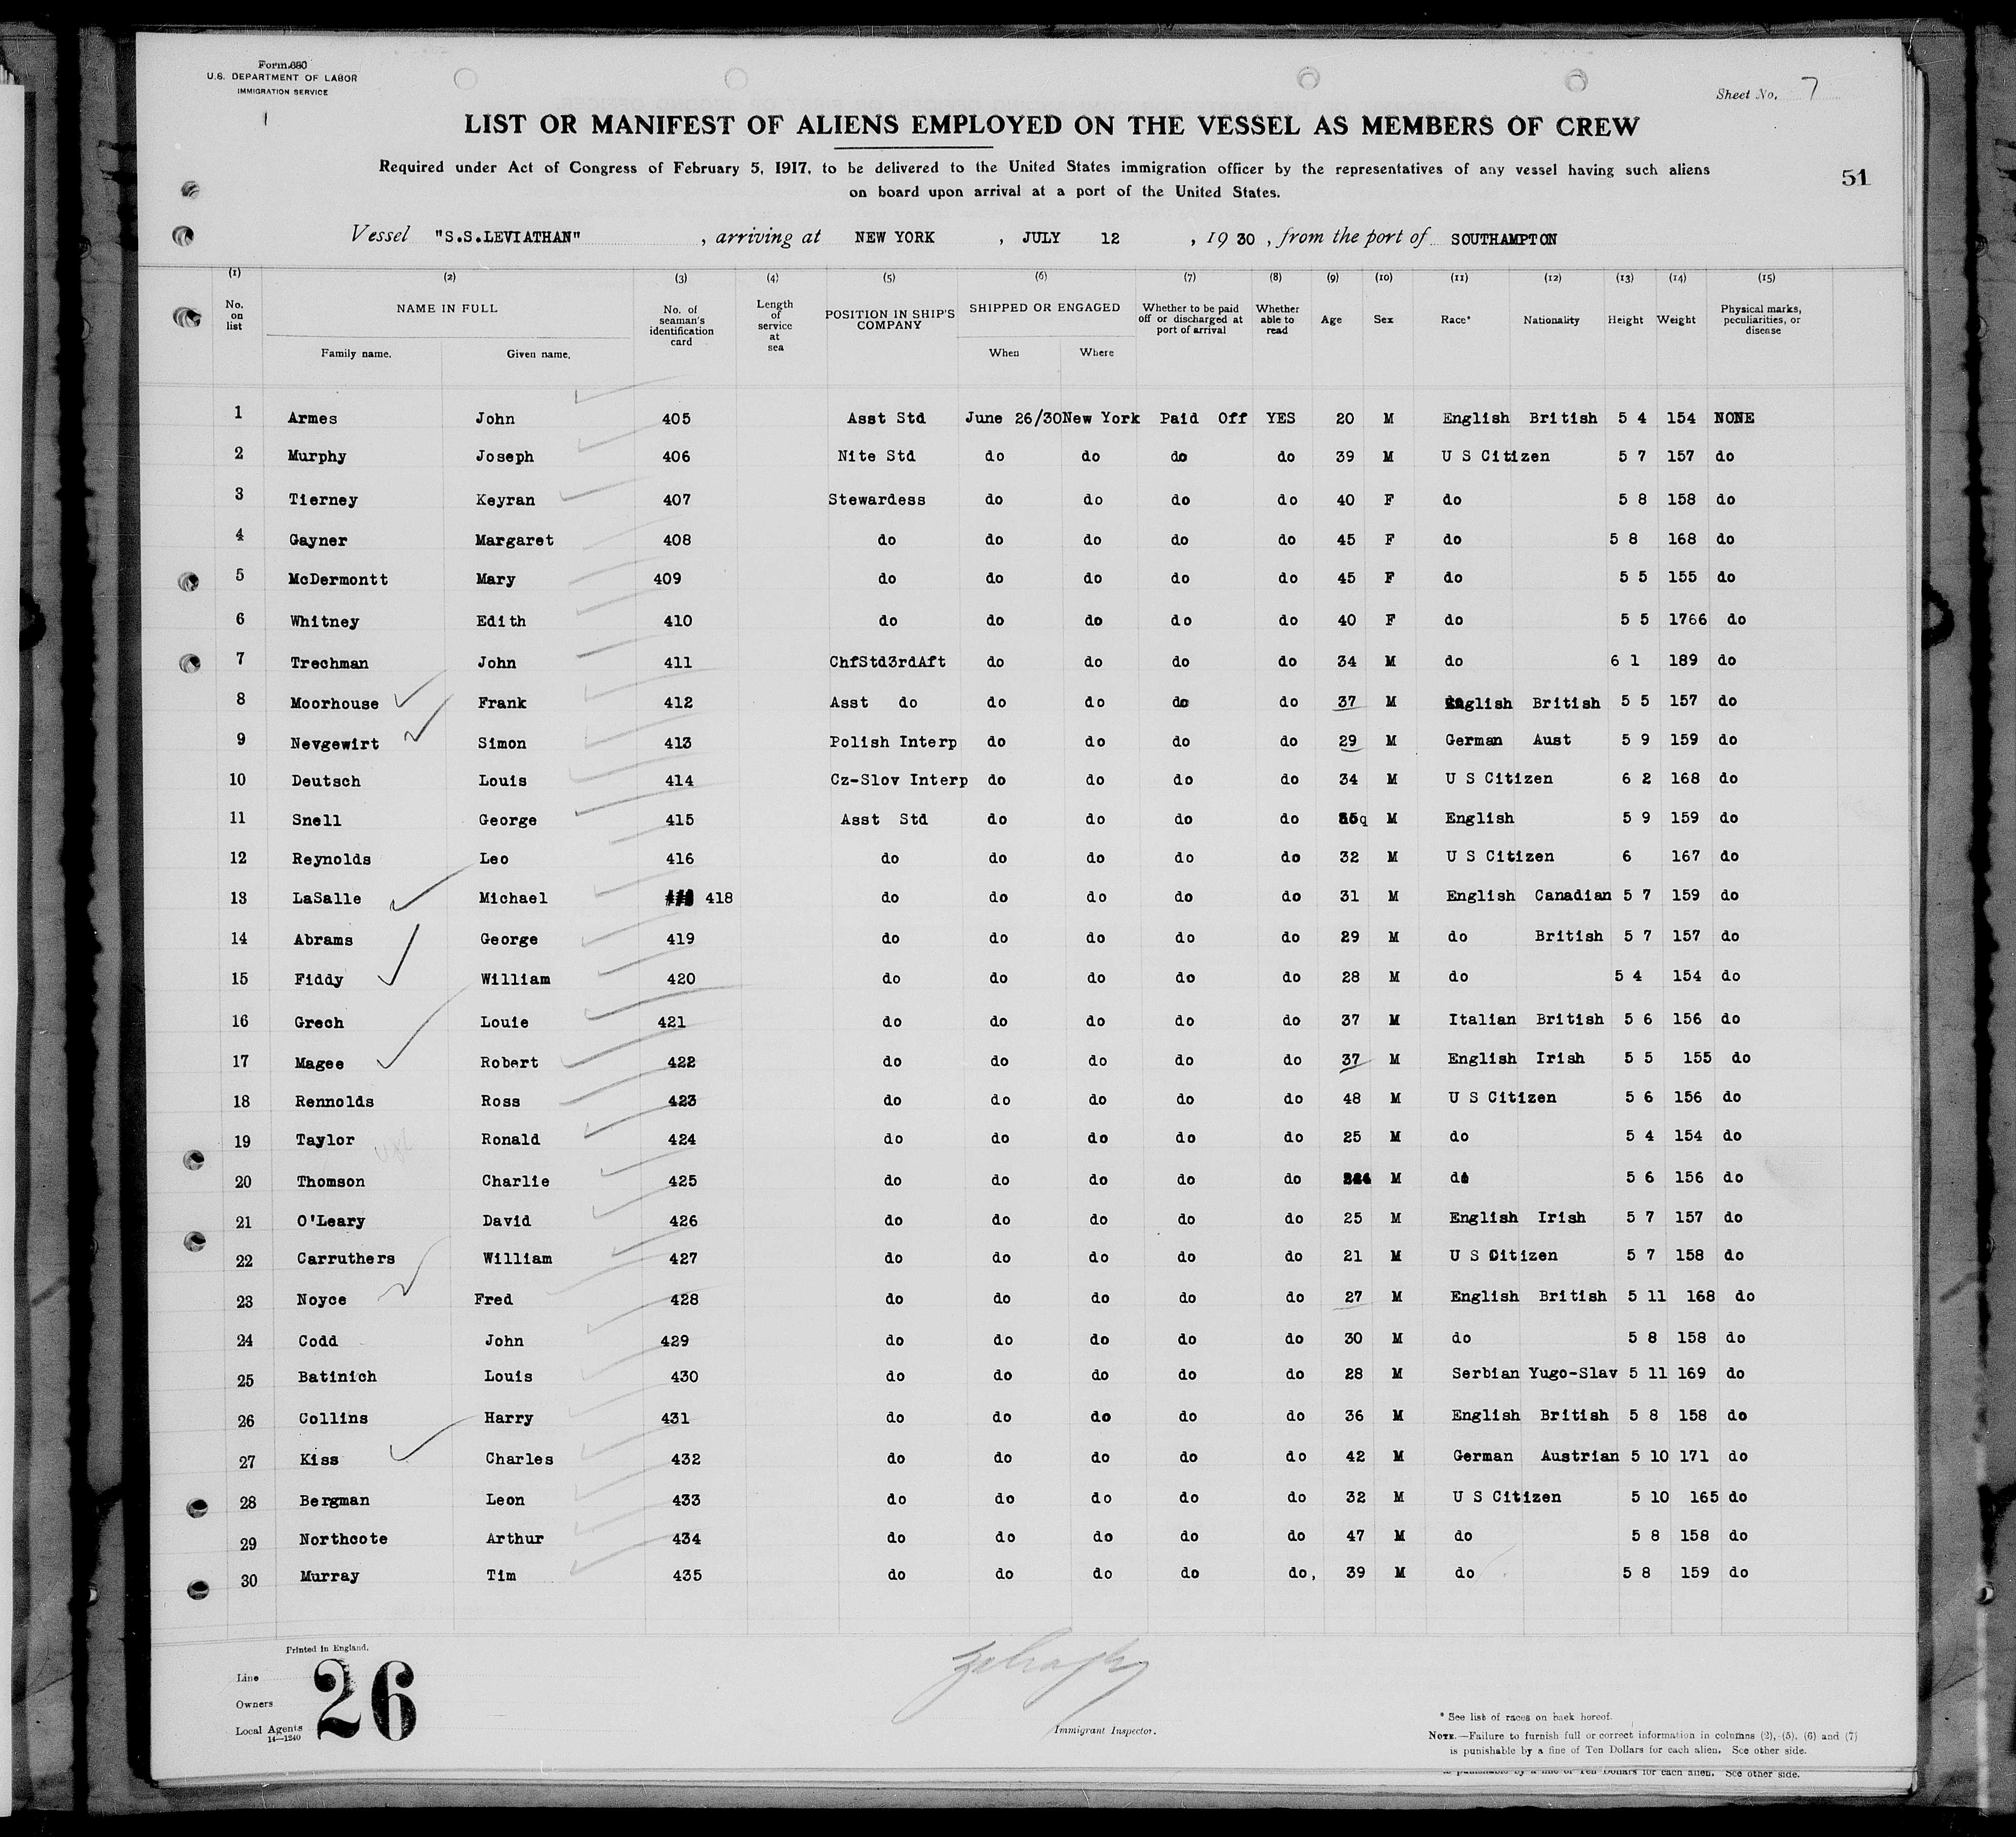 Form 680
U.S. DEPARTMENT OF LABOR
IMMIGRATION SERVICE
Sheet No. 7
LIST OR MANIFEST OF ALIENS EMPLOYED ON THE VESSEL AS MEMBERS OF CREW
Required under Act of Congress of February 5, 1917, to be delivered to the United States immigration officer by the representatives of any vessel having such aliens
on board upon arrival at a port of the United States.
51
Vessel "S.S.LEVIATHAN" , arriving at NEW YORK , JULY 12 , 19 30 , from the port of SOUTHAMPTON
(1) (2) (3) (4) (5) (6) (7) (8) (9) (10) (11) (12) (13) (14) (15)
No. on list NAME IN FULL Family name. Given name. No. of seaman's identification card Length of service at sea POSITION IN SHIP'S COMPANY SHIPPED OR ENGAGED When Where Whether to be paid off or discharged at port of arrival Whether able to read Age Sex Race* Nationality Height Weight Physical marks, peculiarities, or disease
1 Armes John 405 Asst Std June 26/30 New York Paid Off YES 20 M English British 5 4 154 NONE
2 Murphy Joseph 406 Nite Std do do do do 39 M U S Citizen 5 7 157 do
3 Tierney Keyran 407 Stewardess do do do do 40 F do 5 8 158 do
4 Gayner Margaret 408 do do do do do 45 F do 5 8 168 do
5 McDermontt Mary 409 do do do do do 45 F do 5 5 155 do
6 Whitney Edith 410 do do do do do 40 F do 5 5 1766 do
7 Trechman John 411 ChfStd3rdAft do do do do 34 M do 6 1 189 do
8 Moorhouse Frank 412 Asst do do do do do 37 M English British 5 5 157 do
9 Nevgewirt Simon 413 Polish Interp do do do do 29 M German Aust 5 9 159 do
10 Deutsch Louis 414 Cz-Slov Interp do do do do 34 M U S Citizen 6 2 168 do
11 Snell George 415 Asst Std do do do do M English 5 9 159 do
12 Reynolds Leo 416 do do do do do 32 M U S Citizen 6 167 do
13 LaSalle Michael 418 do do do do do 31 M English Canadian 5 7 159 do
14 Abrams George 419 do do do do do 29 M do British 5 7 157 do
15 Fiddy William 420 do do do do do 28 M do 5 4 154 do
16 Grech Louie 421 do do do do do 37 M Italian British 5 6 156 do
17 Magee Robert 422 do do do do do 37 M English Irish 5 5 155 do
18 Rennolds Ross 423 do do do do do 48 M U S Citizen 5 6 156 do
19 Taylor Ronald 424 do do do do do 25 M do 5 4 154 do
20 Thomson Charlie 425 do do do do do M do 5 6 156 do
21 O'Leary David 426 do do do do do 25 M English Irish 5 7 157 do
22 Carruthers William 427 do do do do do 21 M U S Citizen 5 7 158 do
23 Noyce Fred 428 do do do do do 27 M English British 5 11 168 do
24 Codd John 429 do do do do do 30 M do 5 8 158 do
25 Batinich Louis 430 do do do do do 28 M Serbian Yugo-Slav 5 11 169 do
26 Collins Harry 431 do do do do do 36 M English British 5 8 158 do
27 Kiss Charles 432 do do do do do 42 M German Austrian 5 10 171 do
28 Bergman Leon 433 do do do do do 32 M U S Citizen 5 10 165 do
29 Northcote Arthur 434 do do do do do 47 M do 5 8 158 do
30 Murray Tim 435 do do do do do, 39 M do 5 8 159 do
Printed in England.
Line
Owners
Local Agents
14—1240
26
Immigrant Inspector.
* See list of races on back hereof.
NOTE.—Failure to furnish full or correct information in columns (2), (5), (6) and (7)
is punishable by a fine of Ten Dollars for each alien. See other side.
is punishable by a fine of Ten Dollars for each alien. See other side.